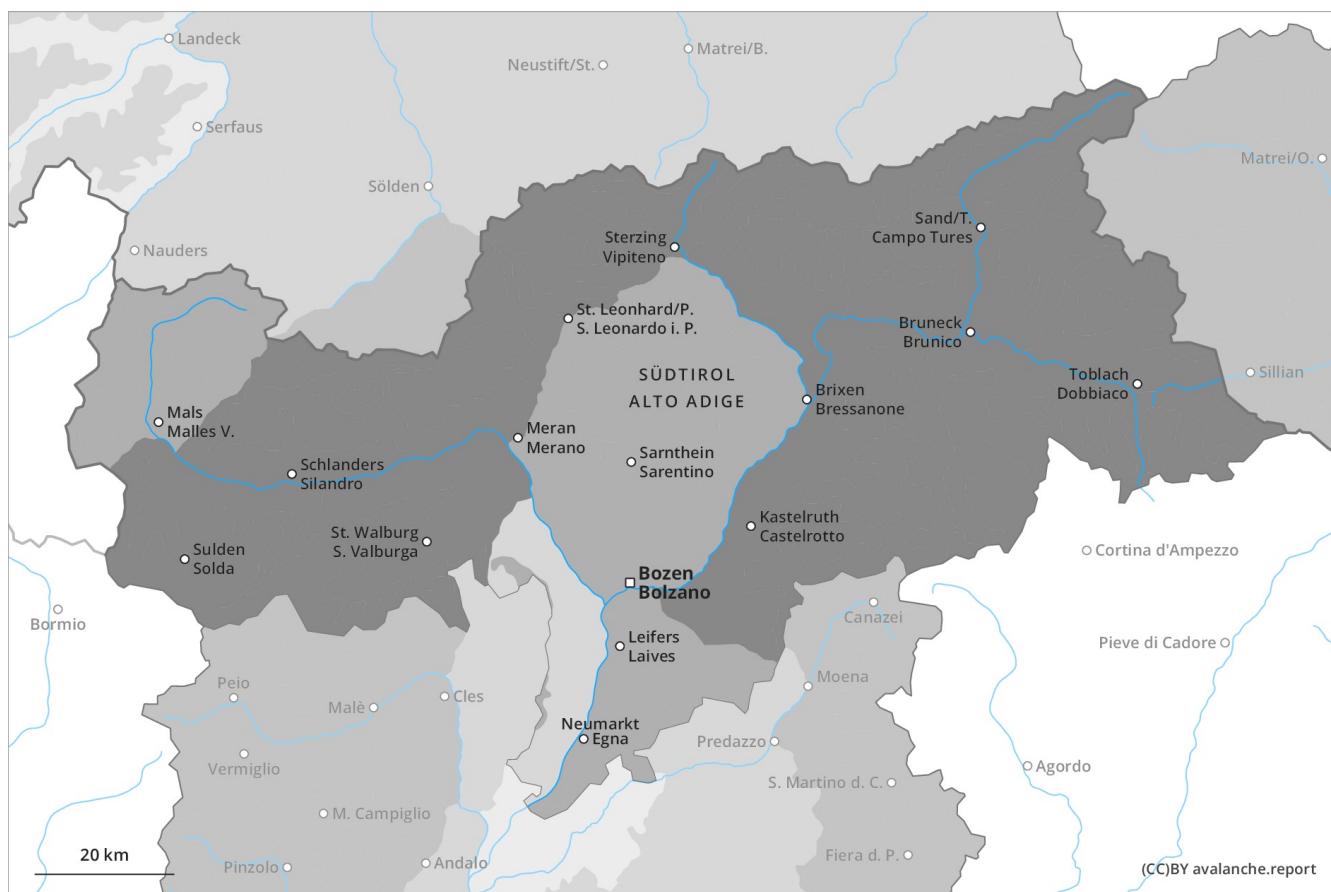 Landeck
Matrei/B.
Neustift/St.
Serfaus
Matrei/O.
Sölden
Sand/T.
Campo Tures
Sterzing
Vipiteno
Nauders
St. Leonhard/P.
S. Leonardo i. P.
Bruneck
Brunico
Toblach
Dobbiaco
Sillian
SÜDTIROL
ALTO ADIGE
Brixen
Bressanone
Mals
Malles V.
Meran
Merano
Sarnthein
Sarentino
Schlanders
Silandro
Kastelruth
Castelrotto
St. Walburg
S. Valburga
Sulden
Solda
Cortina d'Ampezzo
Bozen
Bolzano
Bormio
Canazei
Leifers
Laives
Pieve di Cadore
Peio
Moena
Cles
Malè
Neumarkt
Egna
Predazzo
Vermiglio
Agordo
S. Martino d. C.
M. Campiglio
20 km
Fiera d. P.
Andalo
Pinzolo
(CC)BY avalanche.report